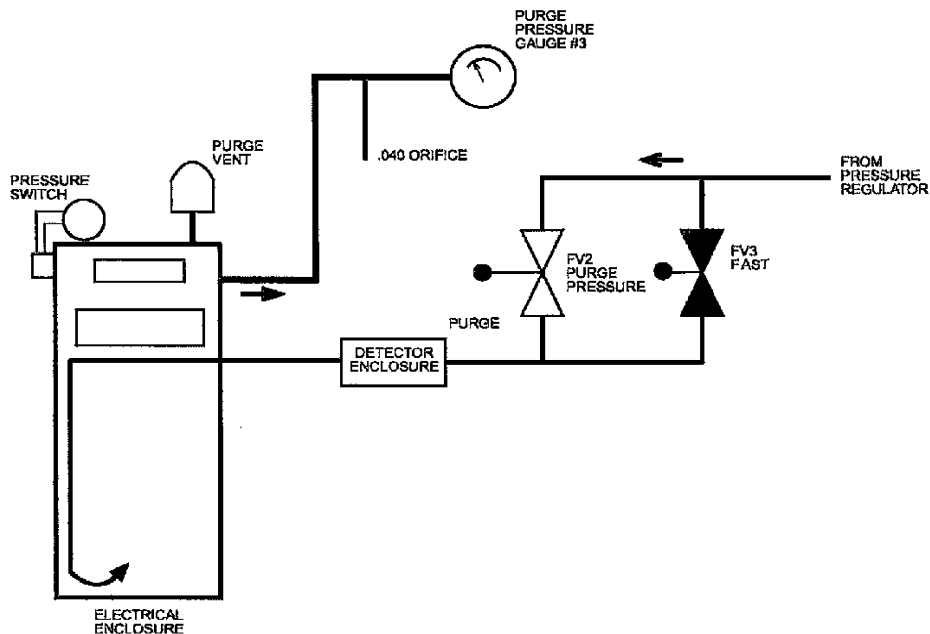 PURGE
PRESSURE
GAUGE #3
PURGE
VENT
.040 ORIFICE
PRESSURE
SWITCH
FROM
PRESSURE
REGULATOR
FV2
PURGE
PRESSURE
FV3
FAST
PURGE
DETECTOR
ENCLOSURE
ELECTRICAL
ENCLOSURE